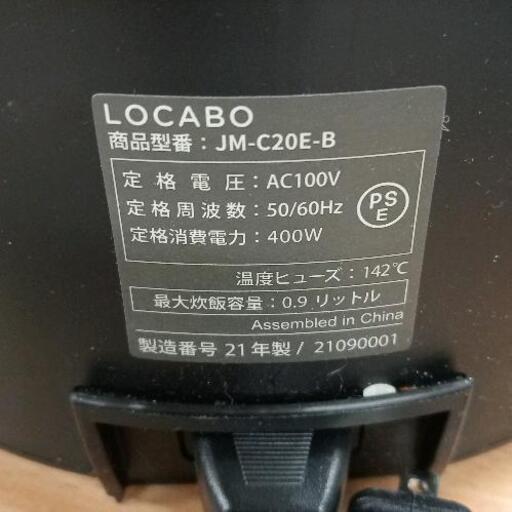 LOCABO
商品型番：JM-C20E-B
定格電圧：AC100V
定格周波数：50/60Hz
定格消費電力：400W
PS
E
温度ヒューズ：142℃
最大炊飯容量：0.9 リットル
Assembled in China
製造番号 21年製 / 21090001